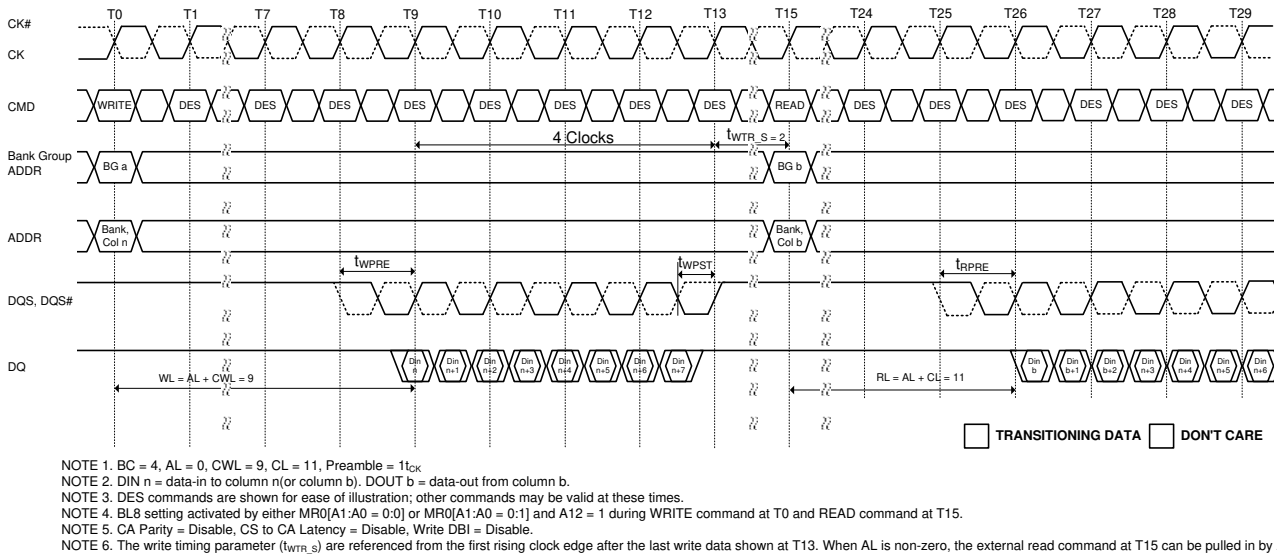 T0 T1 T7 T8 T9 T10 T11 T12 T13 T15 T24 T25 T26 T27 T28 T29
CK#
CK
CMD WRITE DES DES DES DES DES DES DES DES READ DES DES DES DES DES DES
4 Clocks tWTR_S = 2
Bank Group
ADDR
BG a BG b
ADDR
Bank,
Col n
Bank,
Col b
tWPRE tWPST tRPRE
DQS, DQS#
DQ
Din
n
Din
n+1
Din
n+2
Din
n+3
Din
n+4
Din
n+5
Din
n+6
Din
n+7
Din
b
Din
b+1
Din
b+2
Din
n+3
Din
n+4
Din
n+5
Din
n+6
WL = AL + CWL = 9 RL = AL + CL = 11
TRANSITIONING DATA DON'T CARE
NOTE 1. BC = 4, AL = 0, CWL = 9, CL = 11, Preamble = 1tCK
NOTE 2. DIN n = data-in to column n(or column b). DOUT b = data-out from column b.
NOTE 3. DES commands are shown for ease of illustration; other commands may be valid at these times.
NOTE 4. BL8 setting activated by either MR0[A1:A0 = 0:0] or MR0[A1:A0 = 0:1] and A12 = 1 during WRITE command at T0 and READ command at T15.
NOTE 5. CA Parity = Disable, CS to CA Latency = Disable, Write DBI = Disable.
NOTE 6. The write timing parameter (tWTR_S) are referenced from the first rising clock edge after the last write data shown at T13. When AL is non-zero, the external read command at T15 can be pulled in by